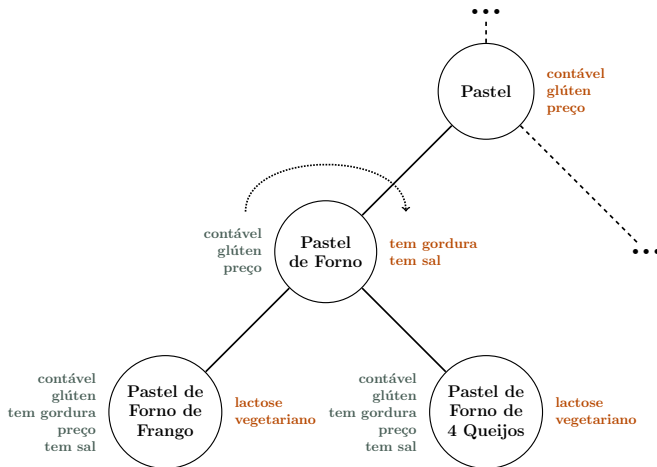 Pastel
contável
glúten
preço
contável
glúten
preço
Pastel
de Forno
tem gordura
tem sal
contável
glúten
tem gordura
preço
tem sal
Pastel de
Forno de
Frango
lactose
vegetariano
contável
glúten
tem gordura
preço
tem sal
Pastel de
Forno de
4 Queijos
lactose
vegetariano